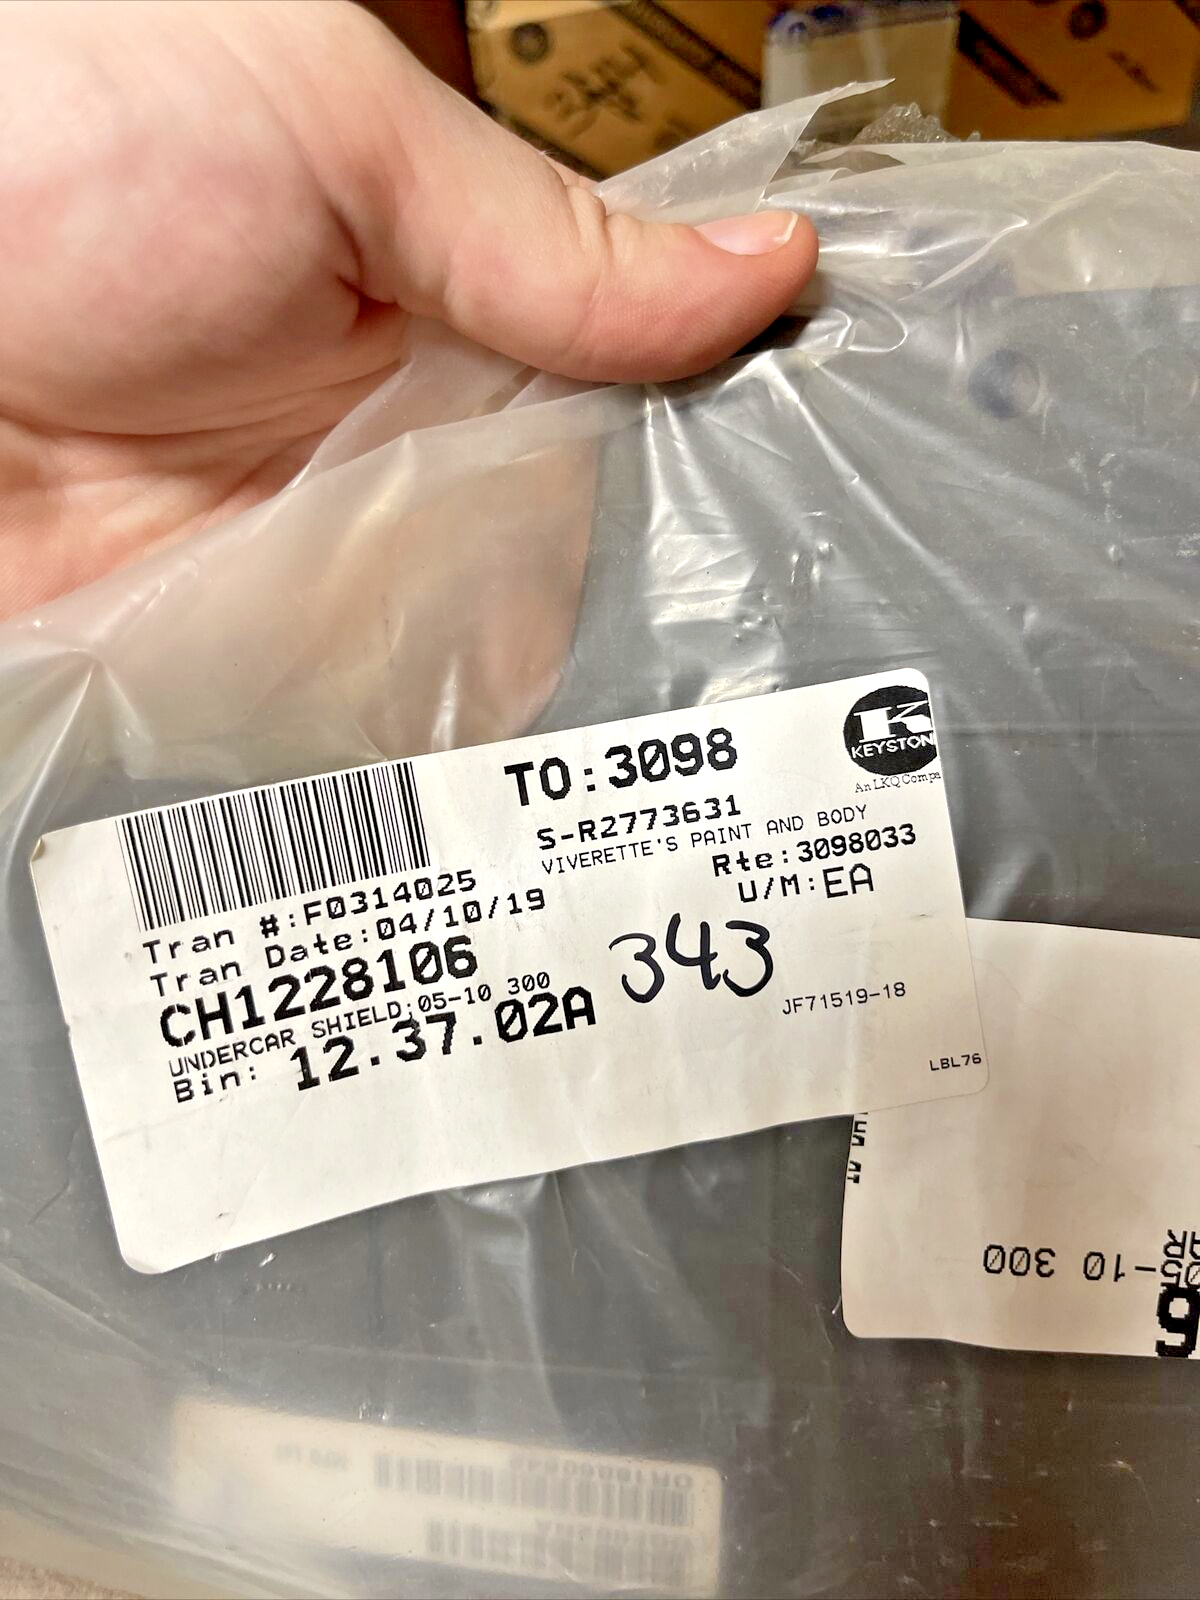 TO:3098
K
KEYSTON
An LKQ Compa
S-R2773631
VIVERETTE'S PAINT AND BODY
Rte:3098033
U/M:EA
Tran #:F0314025
Tran Date:04/10/19
CH1228106
343
UNDERCAR SHIELD;05-10 300
JF71519-18
Bin: 12.37.02A
LBL76
05-10 300